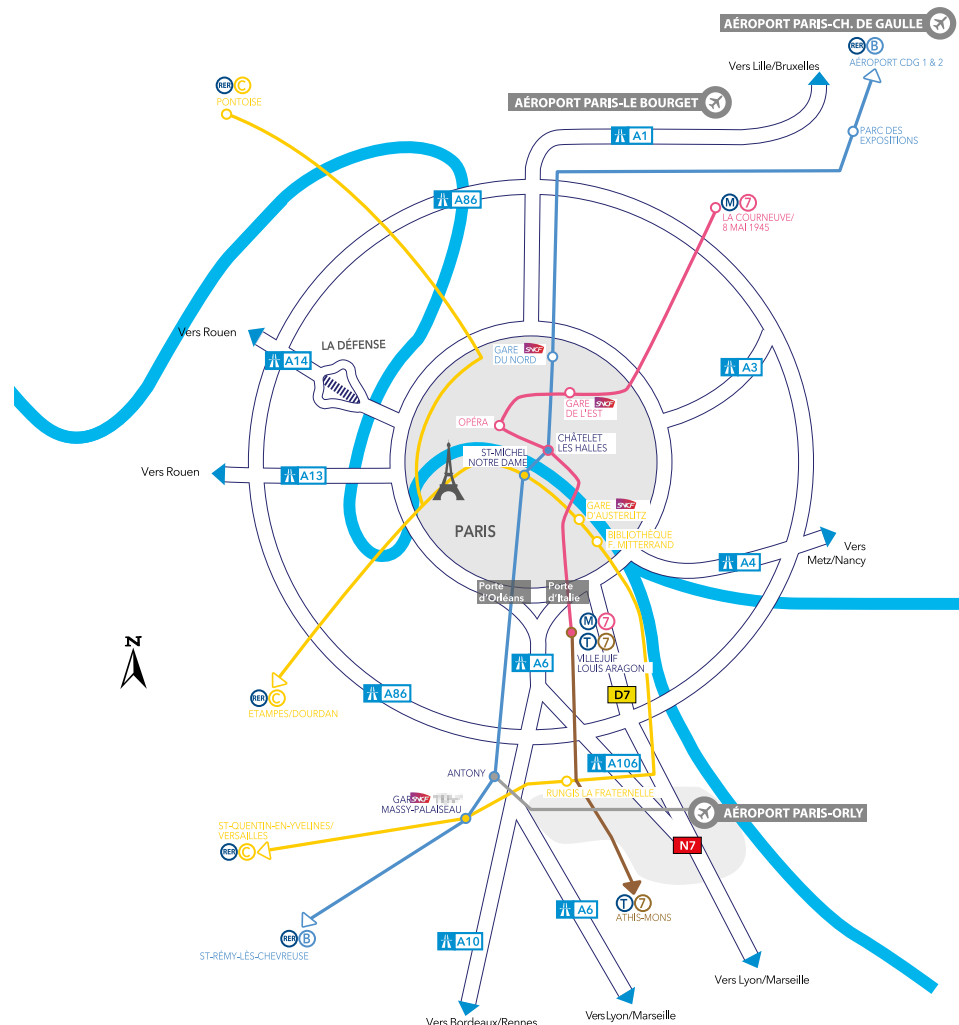 AÉROPORT PARIS-CH. DE GAULLE
RER B
AÉROPORT CDG 1 & 2
Vers Lille/Bruxelles
RER C
PONTOISE
AÉROPORT PARIS-LE BOURGET
A1
PARC DES
EXPOSITIONS
A86
M 7
LA COURNEUVE/
8 MAI 1945
Vers Rouen
LA DÉFENSE
A14
GARE SNCF
DU NORD
A3
GARE SNCF
DE L'EST
OPÉRA
CHÂTELET
LES HALLES
ST-MICHEL
NOTRE DAME
Vers Rouen
A13
GARE SNCF
D'AUSTERLITZ
PARIS
BIBLIOTHÈQUE
F. MITTERRAND
Vers
Metz/Nancy
A4
Porte
d'Orléans
Porte
d'Italie
M 7
T 7
VILLEJUIF
LOUIS ARAGON
N
A6
RER C
ETAMPES/DOURDAN
A86
D7
A106
ANTONY
RUNGIS LA FRATERNELLE
GARE SNCF TGV
MASSY-PALAISEAU
AÉROPORT PARIS-ORLY
ST-QUENTIN-EN-YVELINES/
VERSAILLES
RER C
N7
T 7
ATHIS-MONS
A6
RER B
ST-RÉMY-LÈS-CHEVREUSE
A10
Vers Lyon/Marseille
Vers Lyon/Marseille
Vers Bordeaux/Rennes